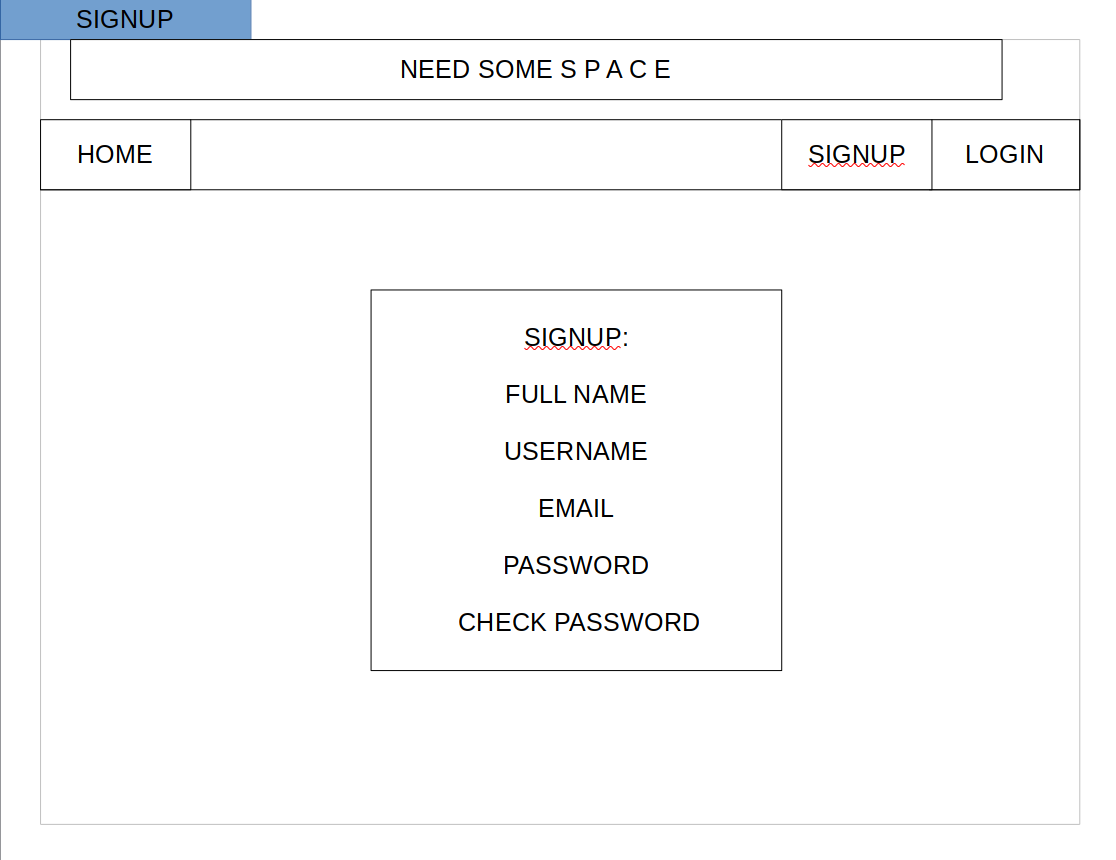 SIGNUP
NEED SOME S P A C E
HOME SIGNUP LOGIN
SIGNUP:
FULL NAME
USERNAME
EMAIL
PASSWORD
CHECK PASSWORD